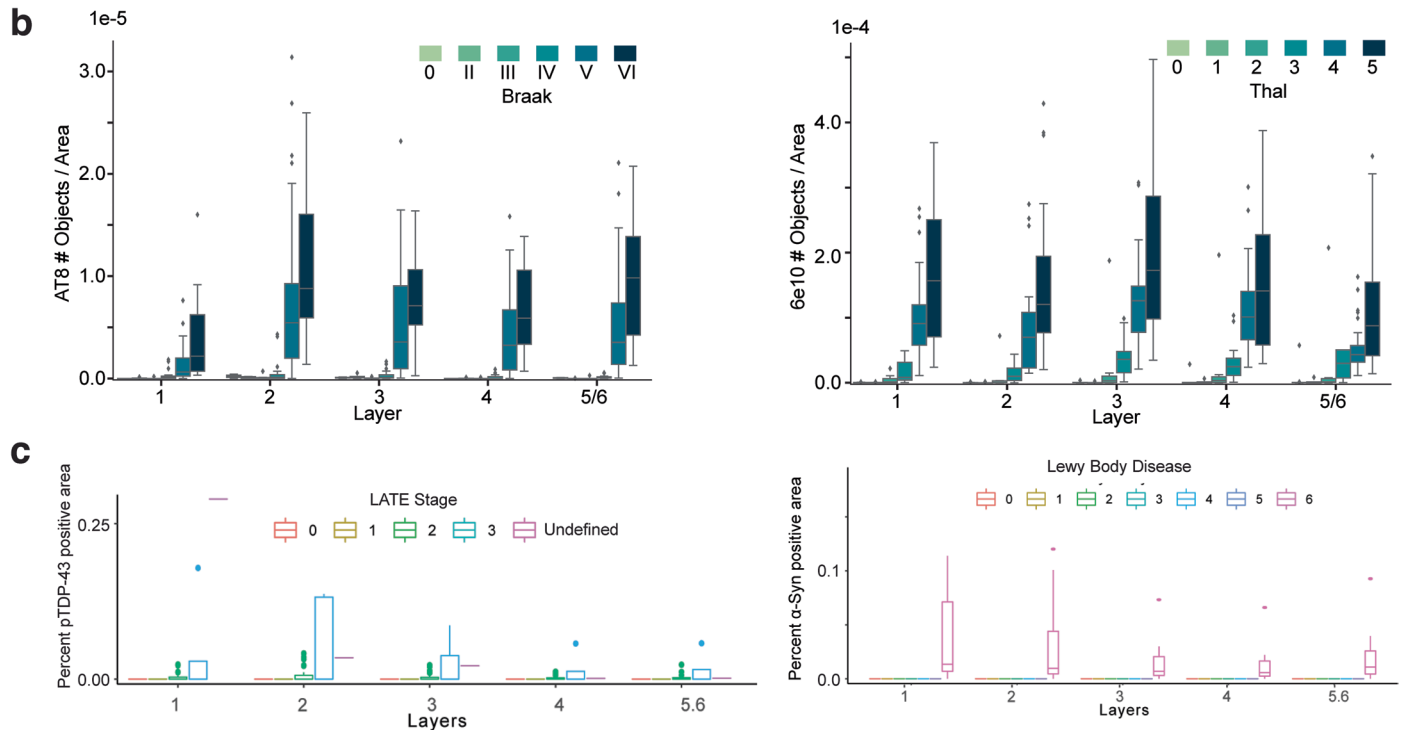 b
1e-5
0 II III IV V VI
Braak
AT8 # Objects / Area
3.0
2.0
1.0
0.0
1 2 3 4 5/6
Layer
1e-4
0 1 2 3 4 5
Thal
6e10 # Objects / Area
4.0
2.0
0.0
1 2 3 4 5/6
Layer
c
LATE Stage
0 1 2 3 Undefined
Percent pTDP-43 positive area
0.25
0.00
1 2 3 4 5.6
Layers
Lewy Body Disease
0 1 2 3 4 5 6
Percent α-Syn positive area
0.1
0.0
1 2 3 4 5.6
Layers